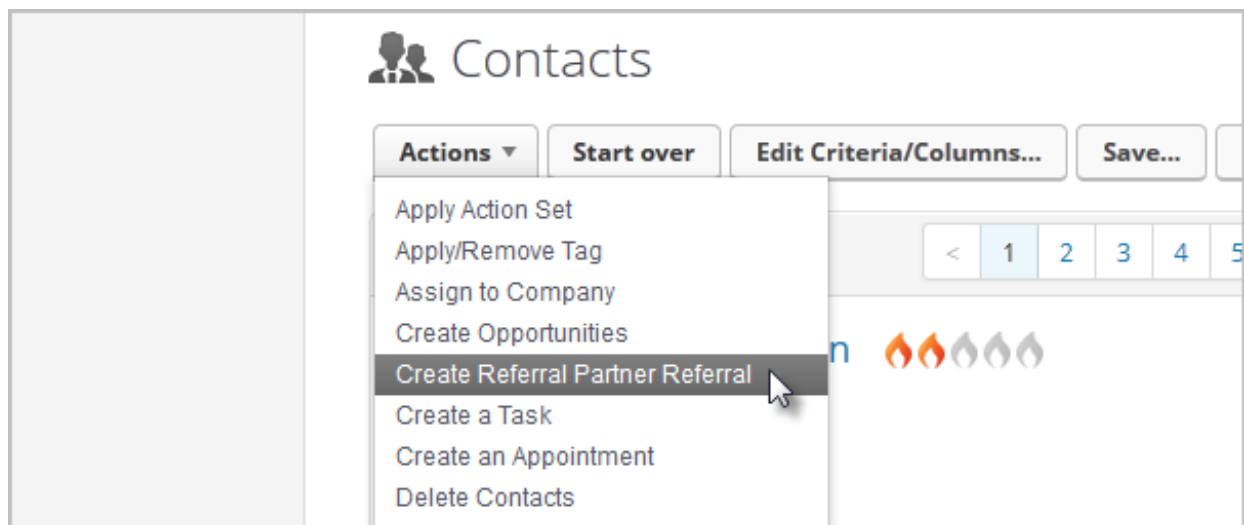 Contacts
Actions Start over Edit Criteria/Columns... Save...
Apply Action Set
Apply/Remove Tag
< 1 2 3 4 5
Assign to Company
Create Opportunities
n
Create Referral Partner Referral
Create a Task
Create an Appointment
Delete Contacts